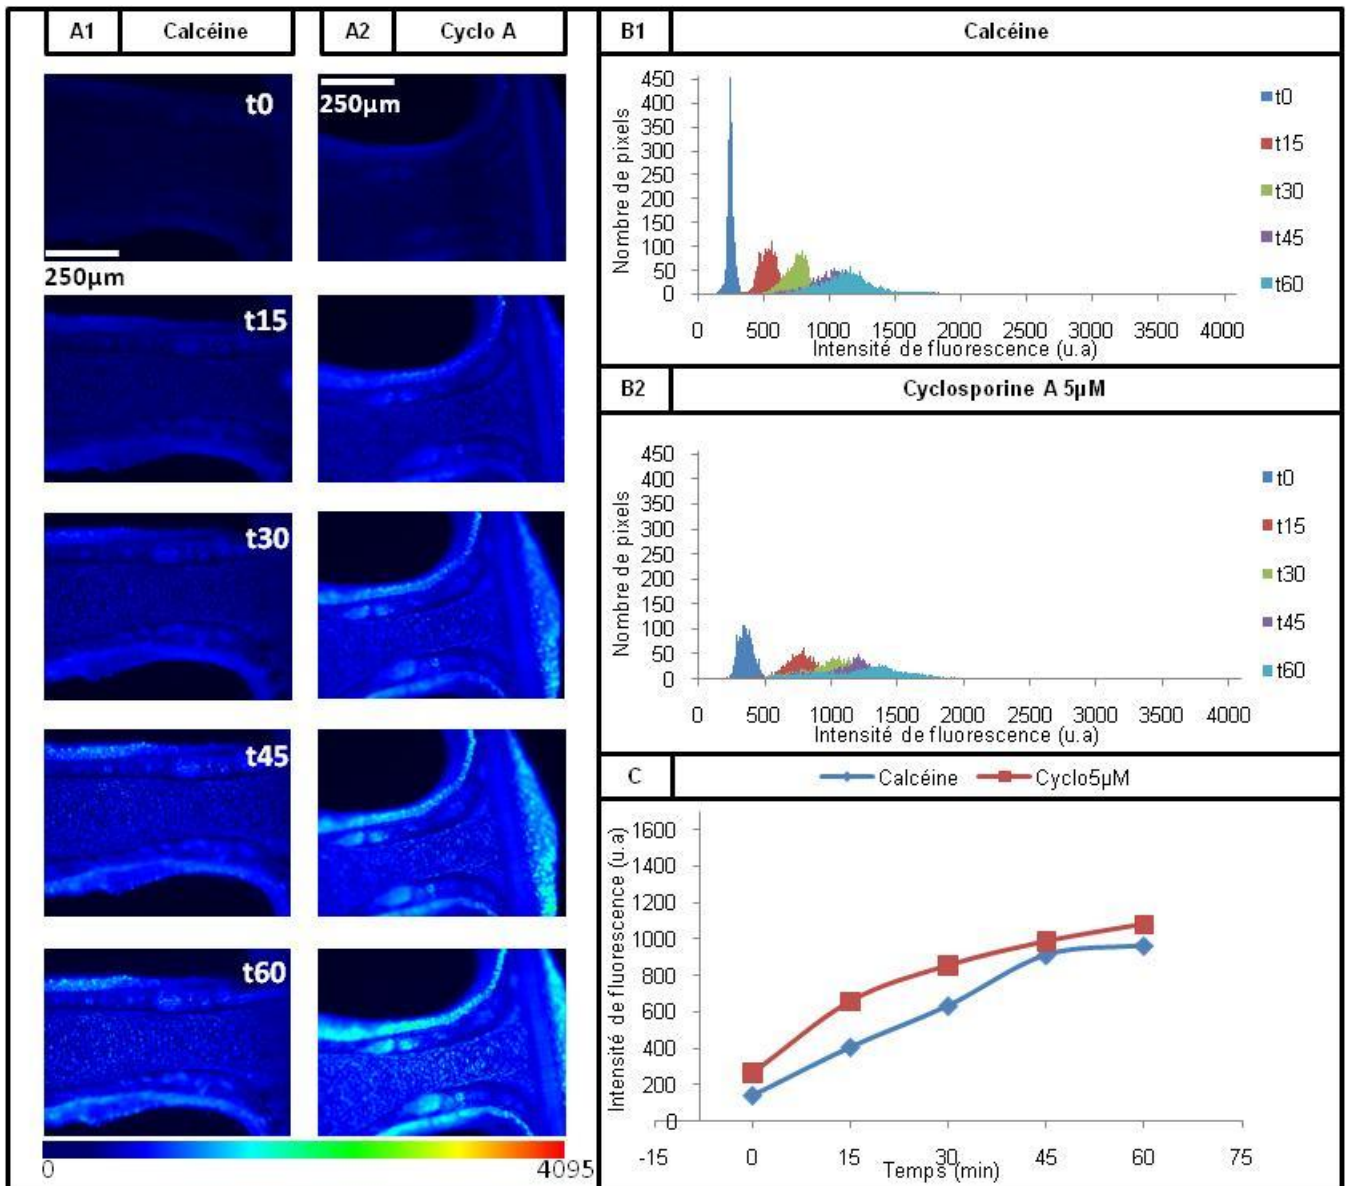 A1
Calcéine
A2
Cyclo A
t0
250µm
250µm
t15
t30
t45
t60
0
4095
B1
Calcéine
Nombre de pixels
450
400
350
300
250
200
150
100
50
0
0 500 1000 1500 2000 2500 3000 3500 4000
Intensité de fluorescence (u.a)
t0
t15
t30
t45
t60
B2
Cyclosporine A 5µM
Nombre de pixels
450
400
350
300
250
200
150
100
50
0
0 500 1000 1500 2000 2500 3000 3500 4000
Intensité de fluorescence (u.a)
t0
t15
t30
t45
t60
C
Calcéine
Cyclo5µM
Intensité de fluorescence (u.a)
1600
1400
1200
1000
800
600
400
200
0
-15 0 15 30 45 60 75
Temps (min)